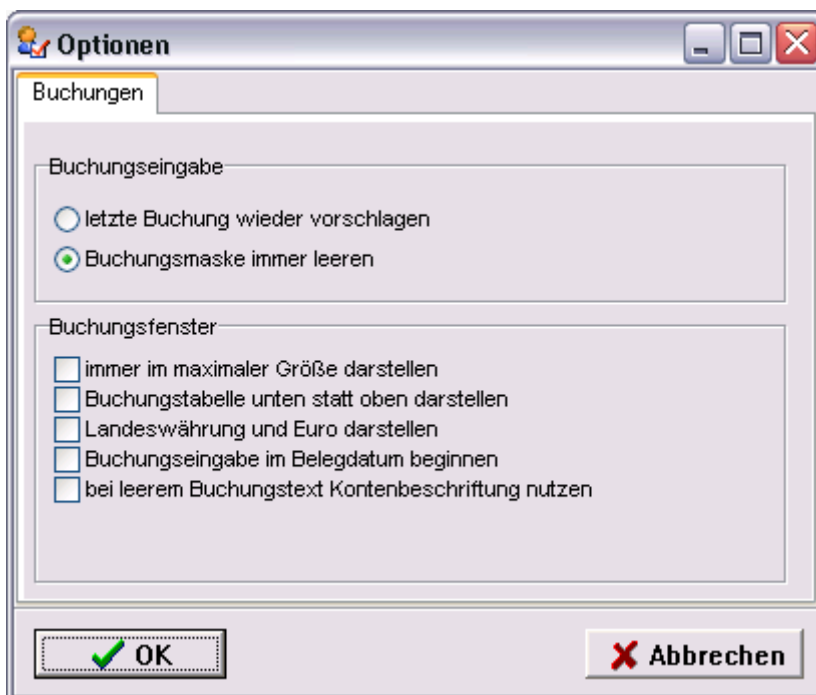 Optionen
Buchungen
Buchungseingabe
letzte Buchung wieder vorschlagen
Buchungsmaske immer leeren
Buchungsfenster
immer im maximaler Größe darstellen
Buchungstabelle unten statt oben darstellen
Landeswährung und Euro darstellen
Buchungseingabe im Belegdatum beginnen
bei leerem Buchungstext Kontenbeschriftung nutzen
OK
Abbrechen